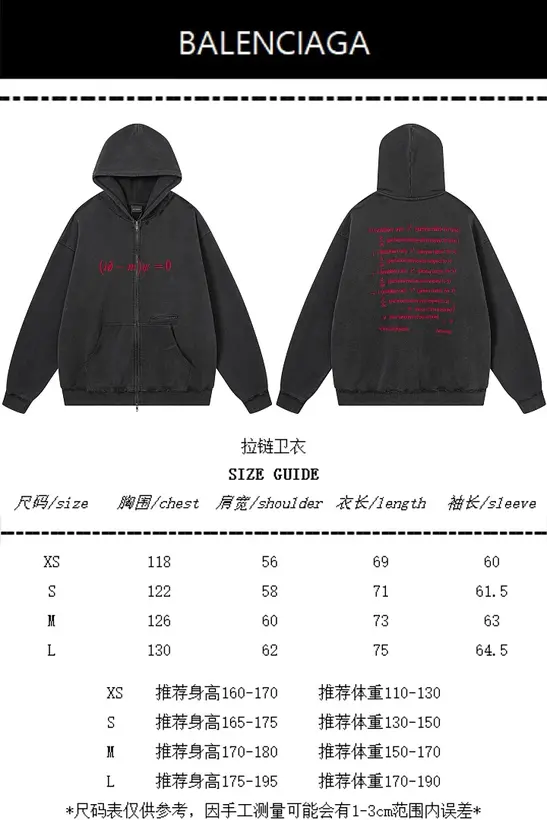 BALENCIAGA
拉链卫衣
SIZE GUIDE
尺码/size 胸围/chest 肩宽/shoulder 衣长/length 袖长/sleeve
XS 118 56 69 60
S 122 58 71 61.5
M 126 60 73 63
L 130 62 75 64.5
XS 推荐身高160-170 推荐体重110-130
S 推荐身高165-175 推荐体重130-150
M 推荐身高170-180 推荐体重150-170
L 推荐身高175-195 推荐体重170-190
*尺码表仅供参考，因手工测量可能会有1-3cm范围内误差*